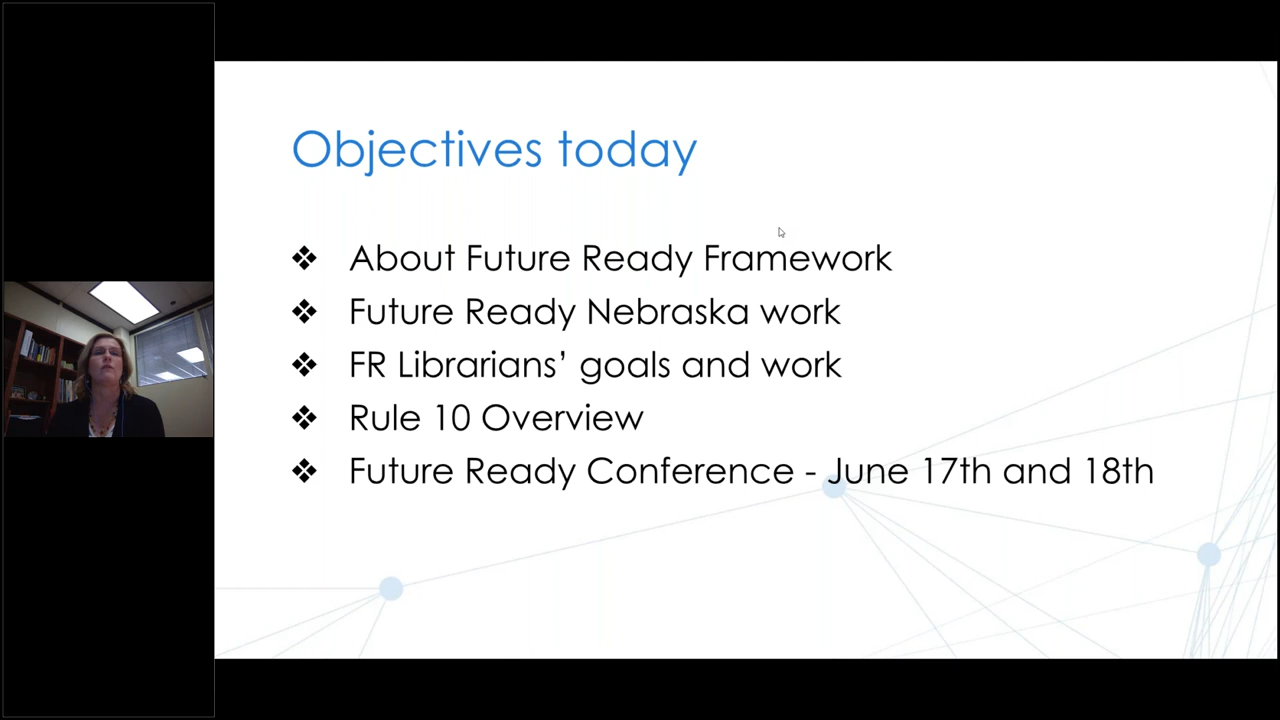 Objectives today
❖ About Future Ready Framework
❖ Future Ready Nebraska work
❖ FR Librarians’ goals and work
❖ Rule 10 Overview
❖ Future Ready Conference - June 17th and 18th